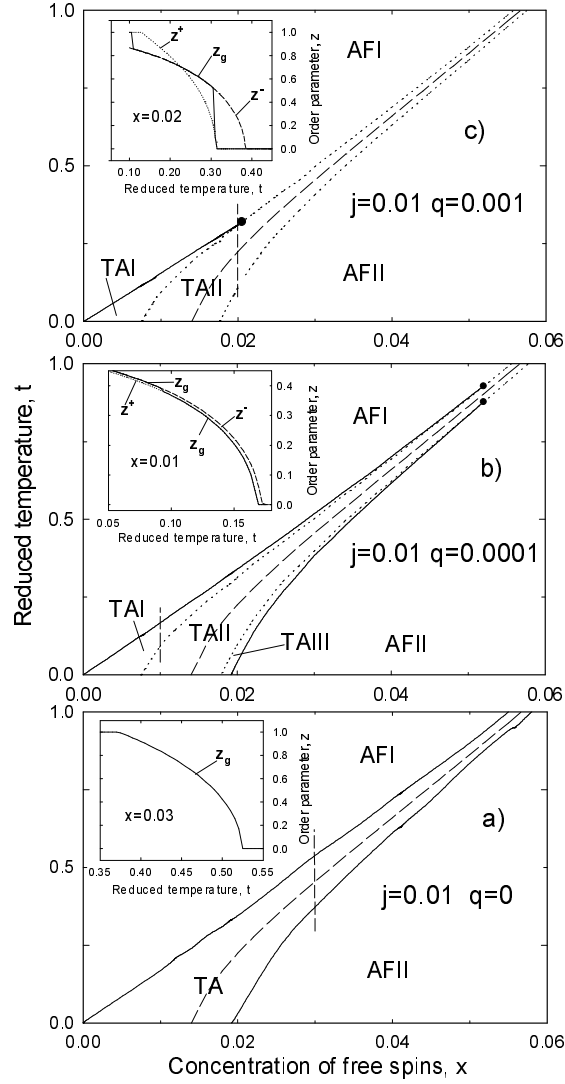 z+
zg
z-
x=0.02
1.0
0.8
0.6
0.4
0.2
0.0
Order parameter, z
0.10 0.20 0.30 0.40
Reduced temperature, t
1.0
0.5
0.0
AFI
c)
j=0.01 q=0.001
AFII
TAI
TAII
0.00 0.02 0.04 0.06
zg
z+
z-
zg
x=0.01
0.4
0.3
0.2
0.1
0.0
Order parameter, z
0.05 0.10 0.15
Reduced temperature, t
1.0
0.5
0.0
AFI
b)
j=0.01 q=0.0001
TAI
TAII
TAIII
AFII
0.00 0.02 0.04 0.06
Reduced temperature, t
zg
x=0.03
1.0
0.8
0.6
0.4
0.2
0.0
Order parameter, z
0.35 0.40 0.45 0.50 0.55
Reduced temperature, t
1.0
0.5
0.0
AFI
a)
j=0.01 q=0
AFII
TA
0.00 0.02 0.04 0.06
Concentration of free spins, x